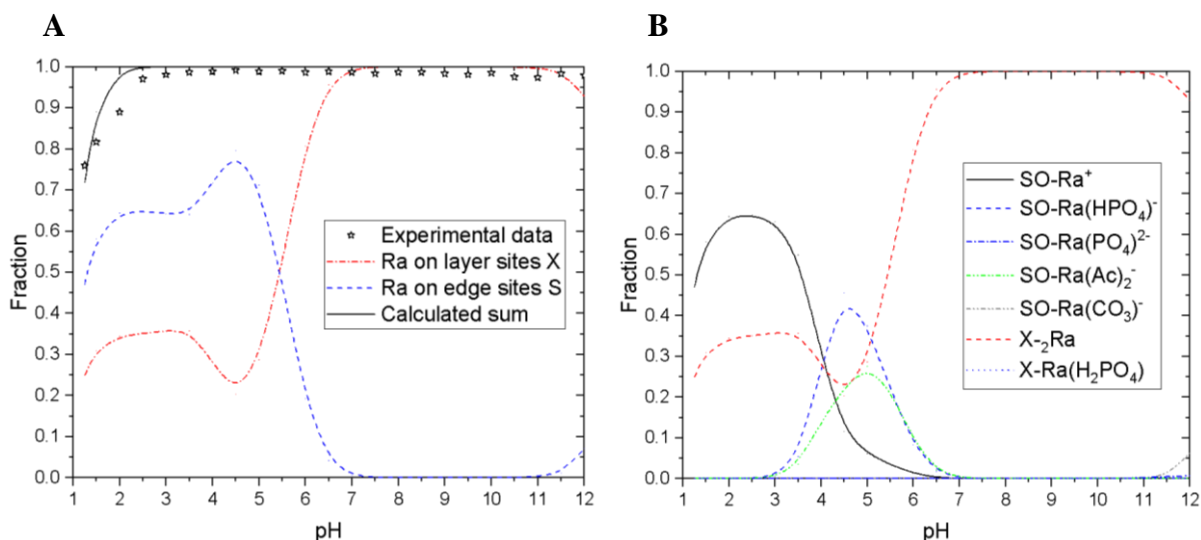 A
B
1.0
0.9
0.8
0.7
0.6
0.5
0.4
0.3
0.2
0.1
0.0
Fraction
1 2 3 4 5 6 7 8 9 10 11 12
pH
Experimental data
Ra on layer sites X
Ra on edge sites S
Calculated sum
1.0
0.9
0.8
0.7
0.6
0.5
0.4
0.3
0.2
0.1
0.0
Fraction
1 2 3 4 5 6 7 8 9 10 11 12
pH
SO-Ra⁺
SO-Ra(HPO₄)⁻
SO-Ra(PO₄)²⁻
SO-Ra(Ac)₂⁻
SO-Ra(CO₃)⁻
X-₂Ra
X-Ra(H₂PO₄)